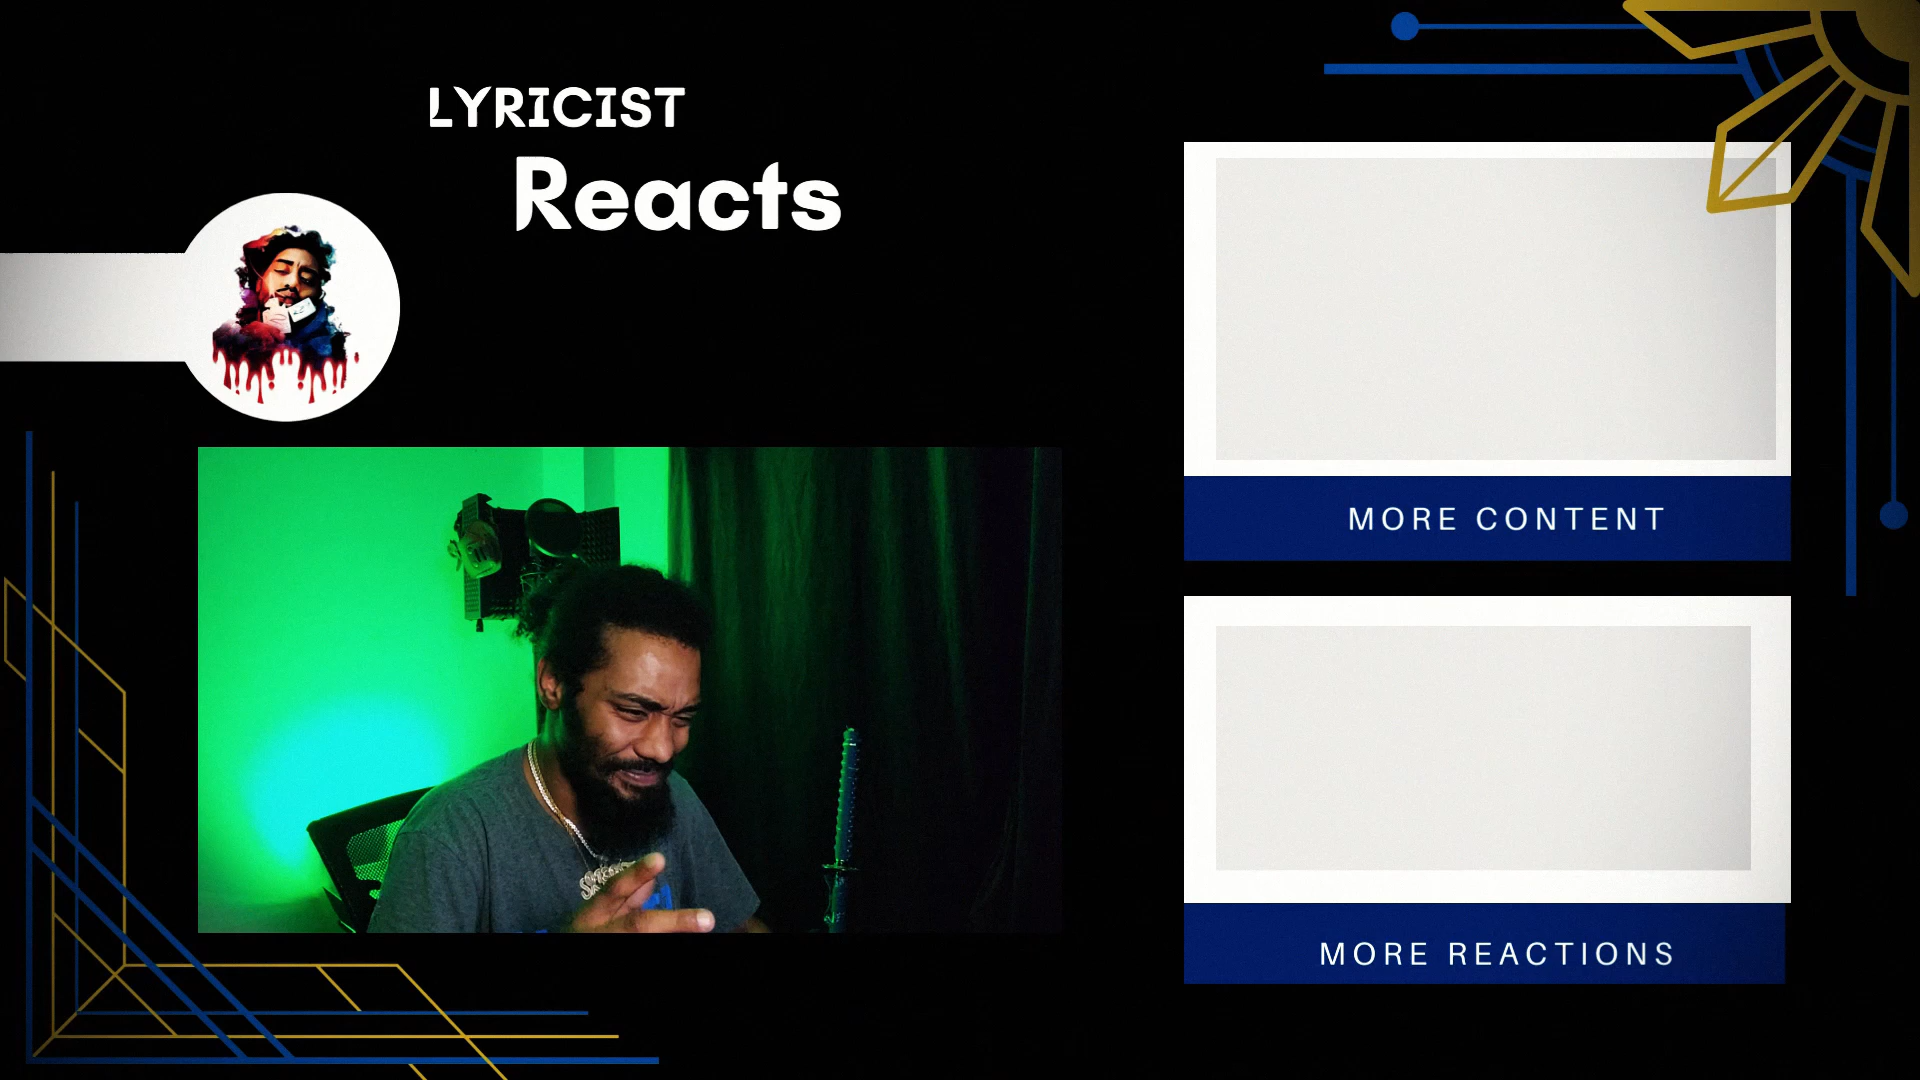 LYRICIST
Reacts
MORE CONTENT
MORE REACTIONS